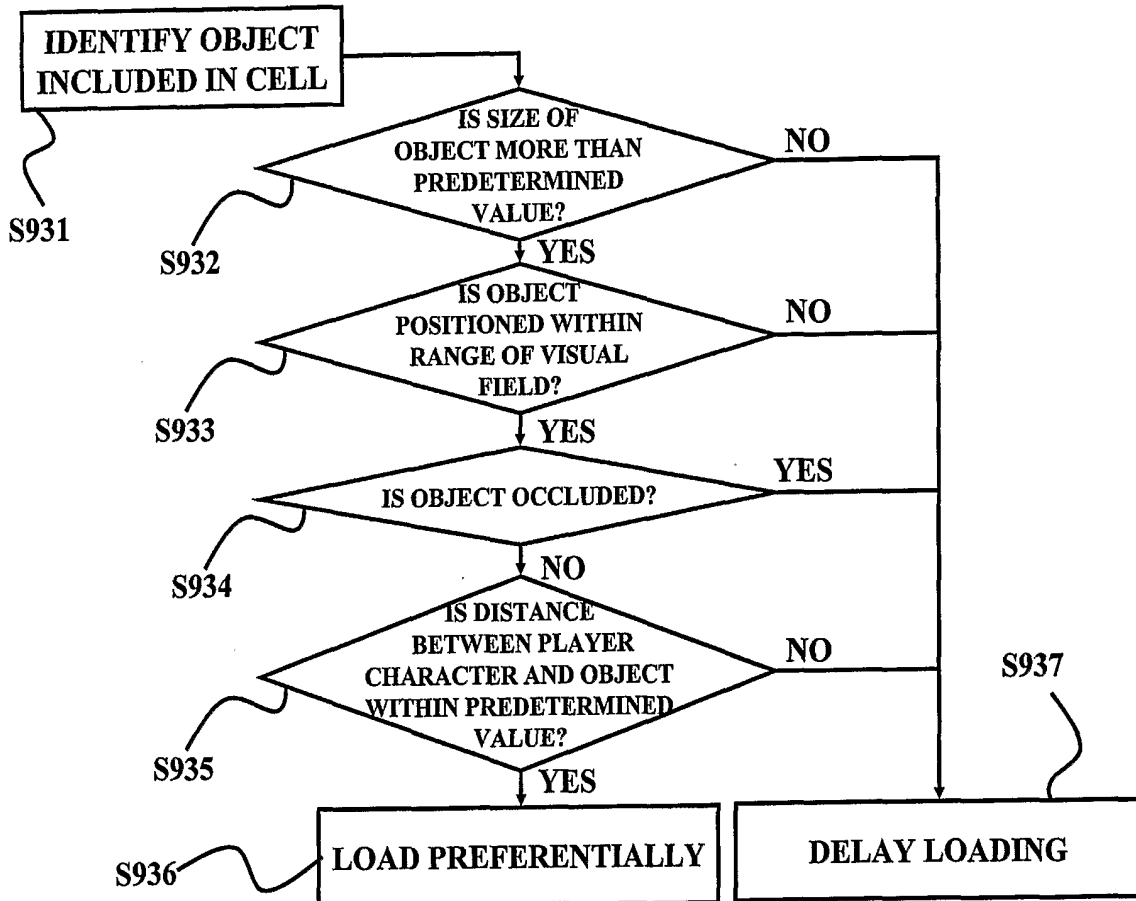 IDENTIFY OBJECT
INCLUDED IN CELL
S931
IS SIZE OF
OBJECT MORE THAN
PREDETERMINED
VALUE?
NO
S932
YES
IS OBJECT
POSITIONED WITHIN
RANGE OF VISUAL
FIELD?
NO
S933
YES
IS OBJECT OCCLUDED?
YES
S934
NO
IS DISTANCE
BETWEEN PLAYER
CHARACTER AND OBJECT
WITHIN PREDETERMINED
VALUE?
NO
S935
YES
S937
LOAD PREFERENTIALLY
S936
DELAY LOADING